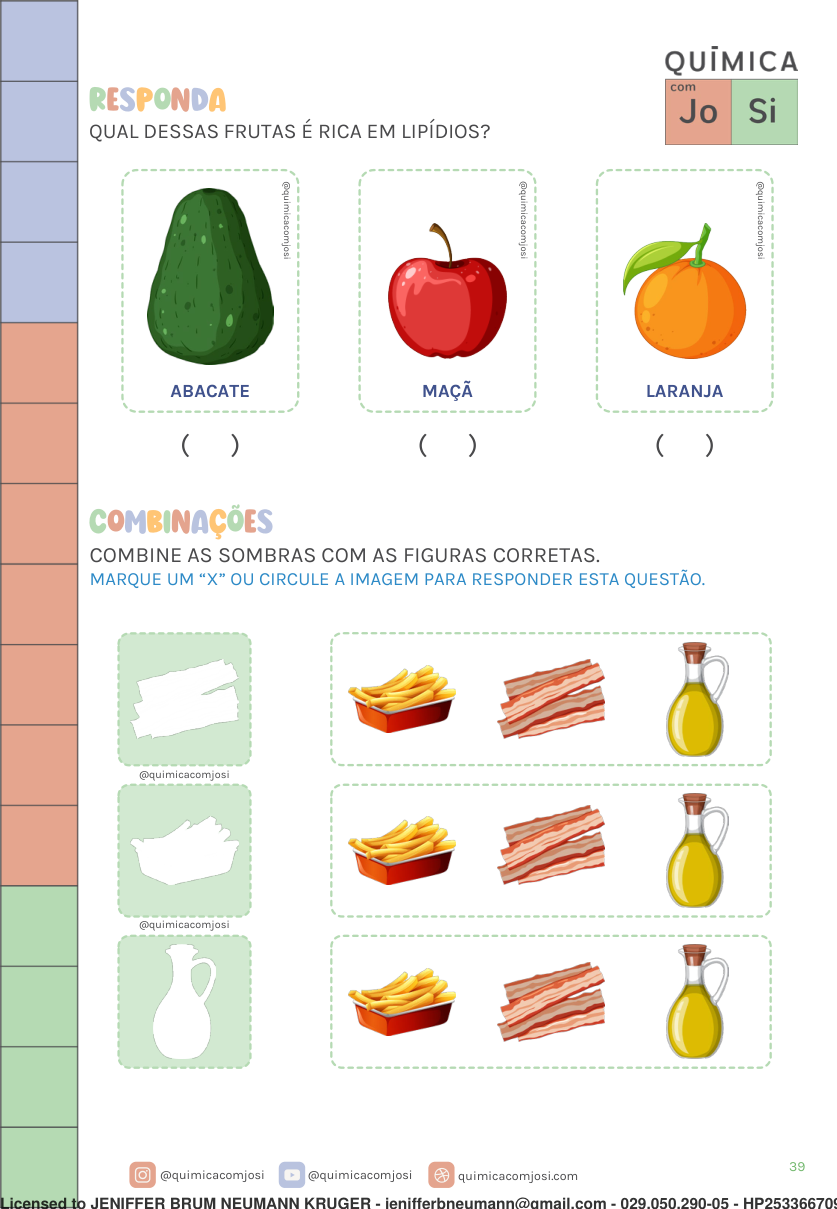 QUÍMICA
com
Jo Si
RESPONDA
QUAL DESSAS FRUTAS É RICA EM LIPÍDIOS?
@quimicacomjosi
@quimicacomjosi
@quimicacomjosi
ABACATE
MAÇÃ
LARANJA
( )
( )
( )
COMBINAÇÕES
COMBINE AS SOMBRAS COM AS FIGURAS CORRETAS.
MARQUE UM “X” OU CIRCULE A IMAGEM PARA RESPONDER ESTA QUESTÃO.
@quimicacomjosi
@quimicacomjosi
39
@quimicacomjosi
@quimicacomjosi
quimicacomjosi.com
Licensed to JENIFFER BRUM NEUMANN KRUGER - jenifferbneumann@gmail.com - 029.050.290-05 - HP253366709